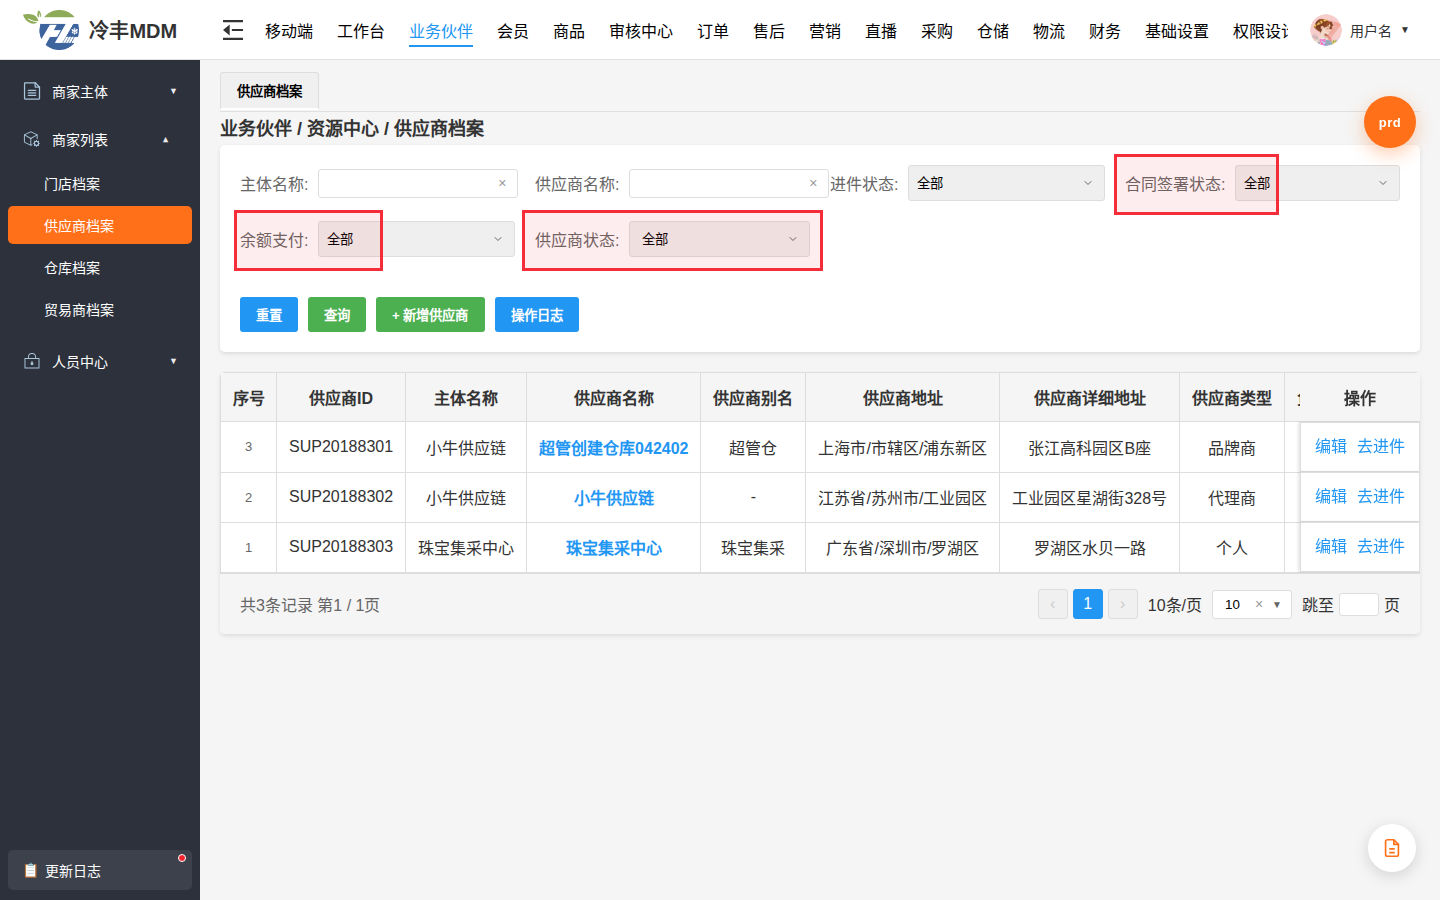 冷丰MDM
移动端 工作台 业务伙伴 会员 商品 审核中心 订单 售后 营销 直播 采购 仓储 物流 财务 基础设置 权限设计
用户名 ▼
商家主体 ▼
商家列表 ▲
门店档案
供应商档案
仓库档案
贸易商档案
人员中心 ▼
更新日志
供应商档案
业务伙伴 / 资源中心 / 供应商档案
prd
主体名称: × 供应商名称: × 进件状态: 全部 合同签署状态: 全部
余额支付: 全部 供应商状态: 全部
重置 查询 + 新增供应商 操作日志
序号 供应商ID 主体名称 供应商名称 供应商别名 供应商地址 供应商详细地址 供应商类型 操作
3 SUP20188301 小牛供应链 超管创建仓库042402 超管仓 上海市/市辖区/浦东新区 张江高科园区B座 品牌商 编辑 去进件
2 SUP20188302 小牛供应链 小牛供应链 - 江苏省/苏州市/工业园区 工业园区星湖街328号 代理商 编辑 去进件
1 SUP20188303 珠宝集采中心 珠宝集采中心 珠宝集采 广东省/深圳市/罗湖区 罗湖区水贝一路 个人 编辑 去进件
共3条记录 第1 / 1页 ‹ 1 › 10条/页 10 × ▼ 跳至 页